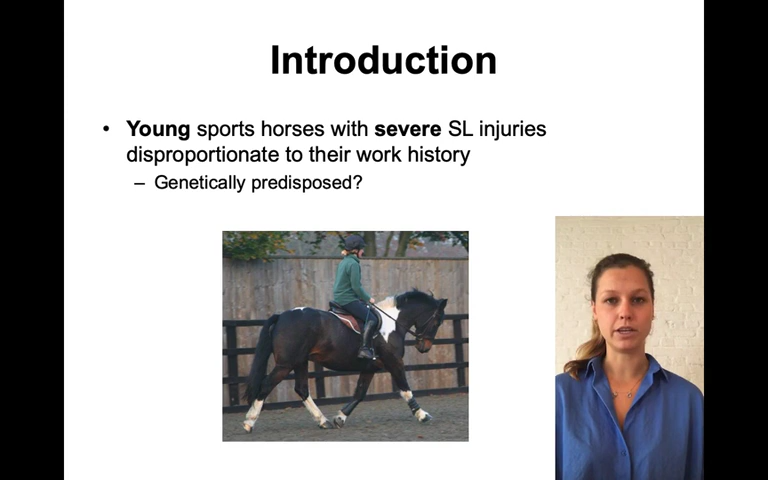 Introduction
• Young sports horses with severe SL injuries
disproportionate to their work history
– Genetically predisposed?